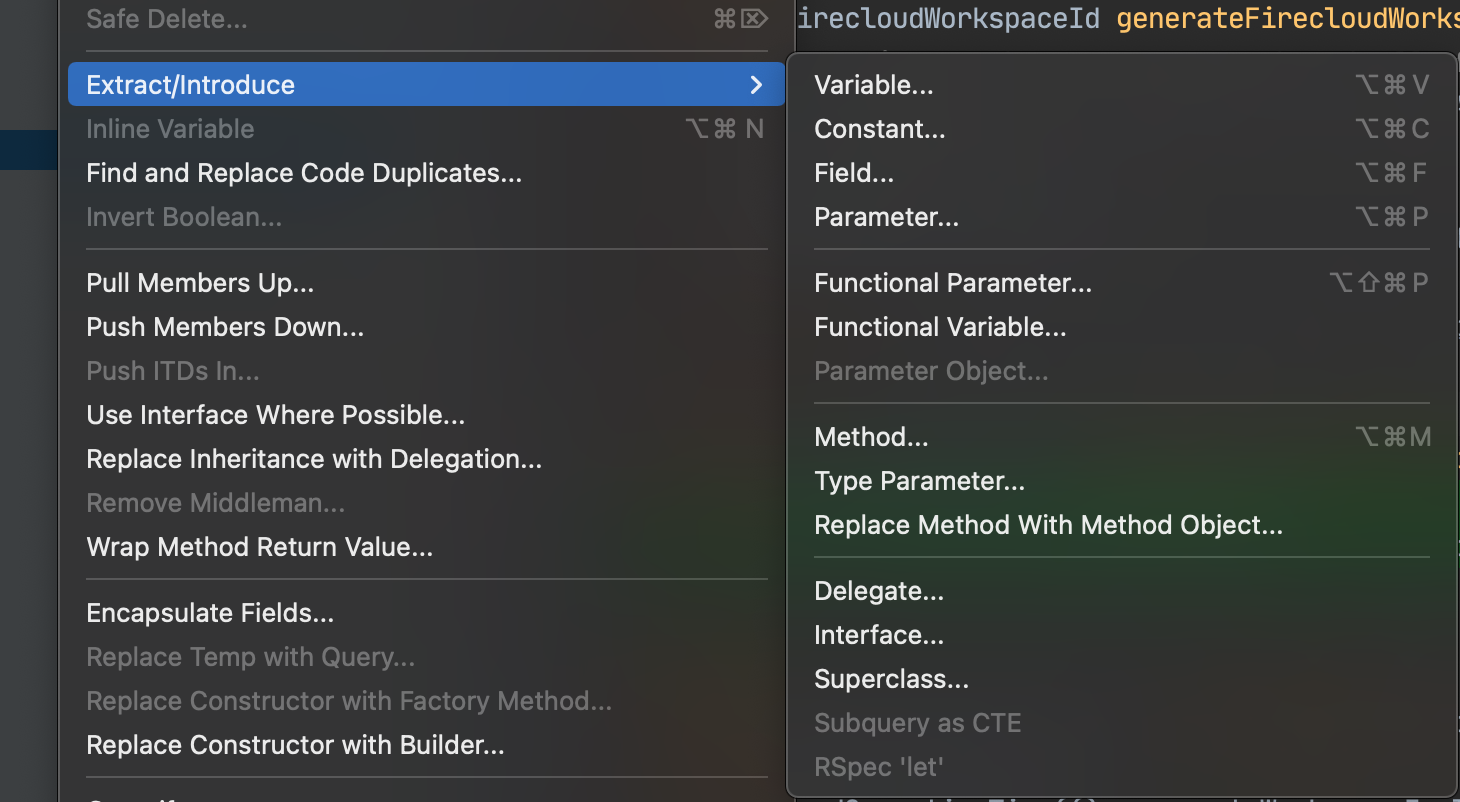 Safe Delete... ⌘⌦
Extract/Introduce
Inline Variable ⌥⌘ N
Find and Replace Code Duplicates...
Invert Boolean...
Pull Members Up...
Push Members Down...
Push ITDs In...
Use Interface Where Possible...
Replace Inheritance with Delegation...
Remove Middleman...
Wrap Method Return Value...
Encapsulate Fields...
Replace Temp with Query...
Replace Constructor with Factory Method...
Replace Constructor with Builder...
irecloudWorkspaceId generateFirecloudWorks
Variable... ⌥⌘V
Constant... ⌥⌘C
Field... ⌥⌘F
Parameter... ⌥⌘P
Functional Parameter... ⌥⇧⌘P
Functional Variable...
Parameter Object...
Method... ⌥⌘M
Type Parameter...
Replace Method With Method Object...
Delegate...
Interface...
Superclass...
Subquery as CTE
RSpec 'let'